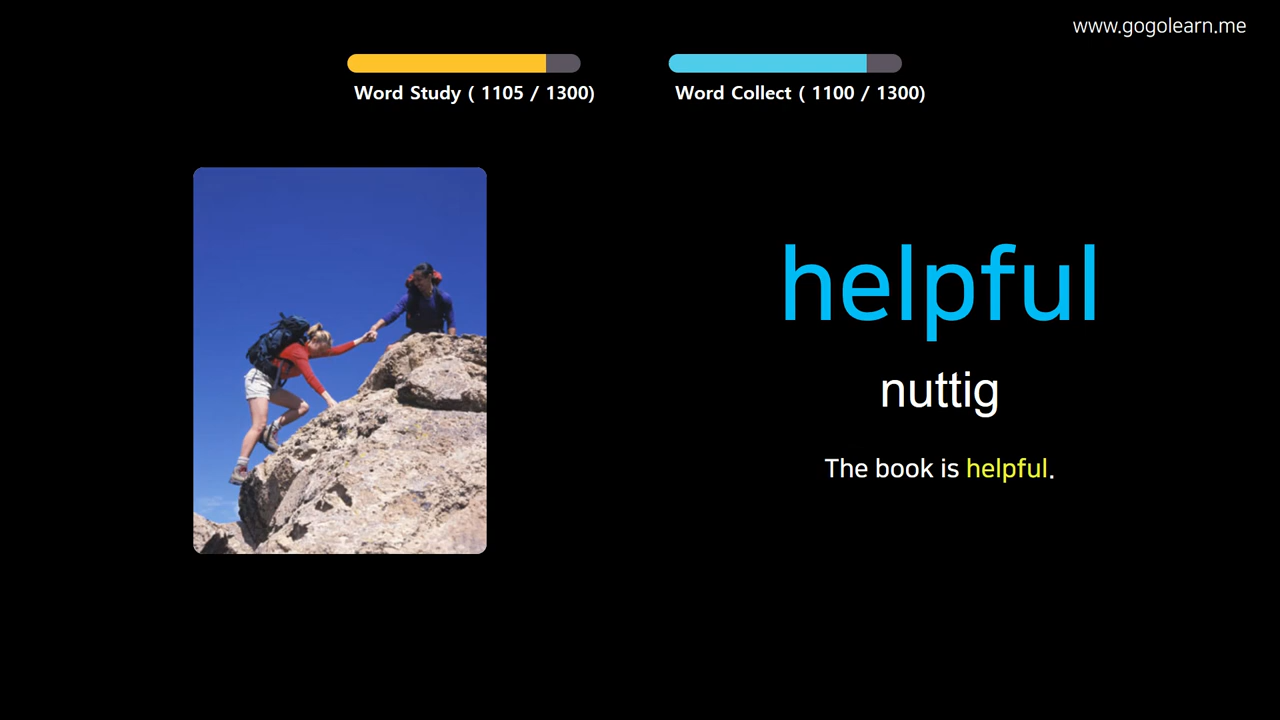 www.gogolearn.me
Word Study ( 1105 / 1300)
Word Collect ( 1100 / 1300)
helpful
nuttig
The book is helpful.